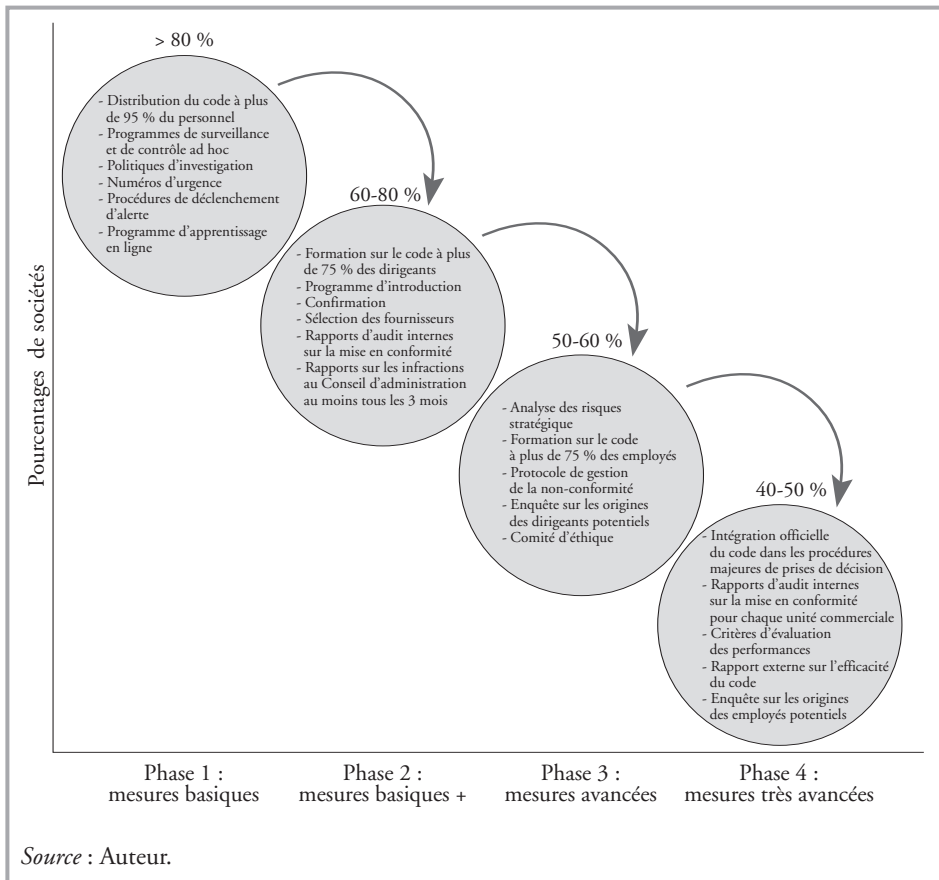 Pourcentages de sociétés
> 80 %
- Distribution du code à plus
de 95 % du personnel
- Programmes de surveillance
et de contrôle ad hoc
- Politiques d'investigation
- Numéros d'urgence
- Procédures de déclenchement
d'alerte
- Programme d'apprentissage
en ligne
60-80 %
- Formation sur le code à plus
de 75 % des dirigeants
- Programme d'introduction
- Confirmation
- Sélection des fournisseurs
- Rapports d'audit internes
sur la mise en conformité
- Rapports sur les infractions
au Conseil d'administration
au moins tous les 3 mois
50-60 %
- Analyse des risques
stratégique
- Formation sur le code
à plus de 75 % des employés
- Protocole de gestion
de la non-conformité
- Enquête sur les origines
des dirigeants potentiels
- Comité d'éthique
40-50 %
- Intégration officielle
du code dans les procédures
majeures de prises de décision
- Rapports d'audit internes
sur la mise en conformité
pour chaque unité commerciale
- Critères d'évaluation
des performances
- Rapport externe sur l'efficacité
du code
- Enquête sur les origines
des employés potentiels
Phase 1 :
mesures basiques
Phase 2 :
mesures basiques +
Phase 3 :
mesures avancées
Phase 4 :
mesures très avancées
Source : Auteur.